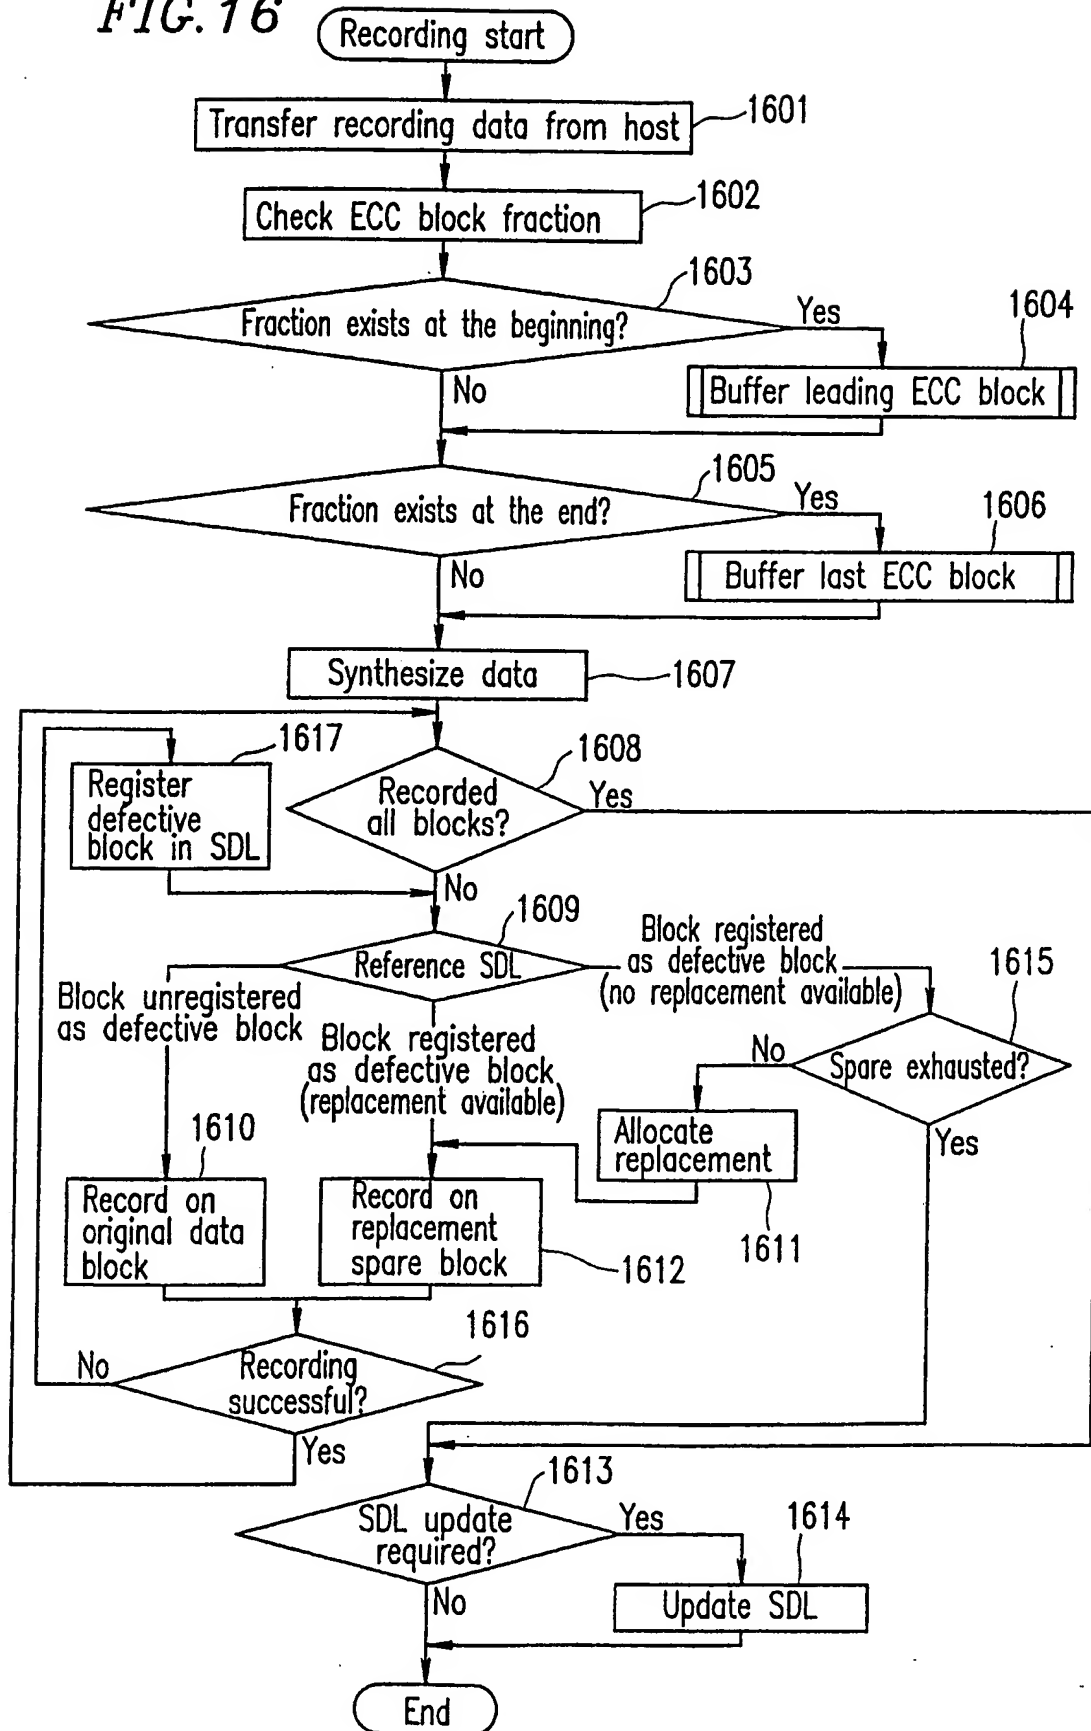 FIG. 16
Recording start
Transfer recording data from host
1601
Check ECC block fraction
1602
Fraction exists at the beginning?
1603
Yes
1604
Buffer leading ECC block
No
Fraction exists at the end?
1605
Yes
1606
Buffer last ECC block
No
Synthesize data
1607
1617
Register
defective
block in SDL
1608
Recorded
all blocks?
Yes
No
1609
Reference SDL
Block registered
as defective block
(no replacement available)
1615
Block unregistered
as defective block
Block registered
as defective block
(replacement available)
No
Spare exhausted?
Yes
Allocate
replacement
1611
1610
Record on
original data
block
Record on
replacement
spare block
1612
1616
No
Recording
successful?
Yes
1613
SDL update
required?
Yes
1614
Update SDL
No
End